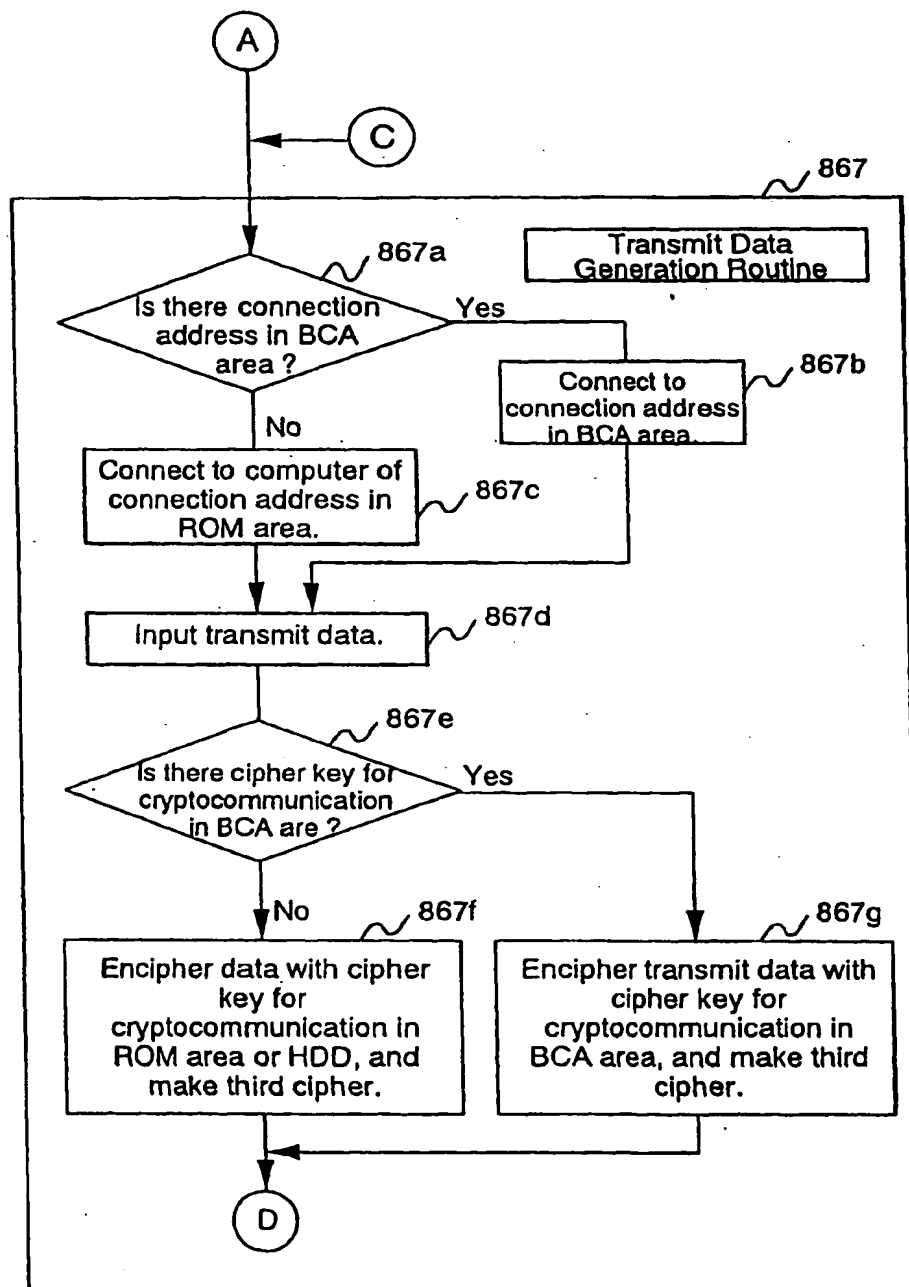 A
C
867
Transmit Data
Generation Routine
867a
Is there connection
address in BCA
area ?
Yes
867b
Connect to
connection address
in BCA area.
No
Connect to computer of
connection address in
ROM area.
867c
Input transmit data.
867d
867e
Is there cipher key for
cryptocommunication
in BCA are ?
Yes
No
867f
Encipher data with cipher
key for
cryptocommunication in
ROM area or HDD, and
make third cipher.
867g
Encipher transmit data with
cipher key for
cryptocommunication in
BCA area, and make third
cipher.
D